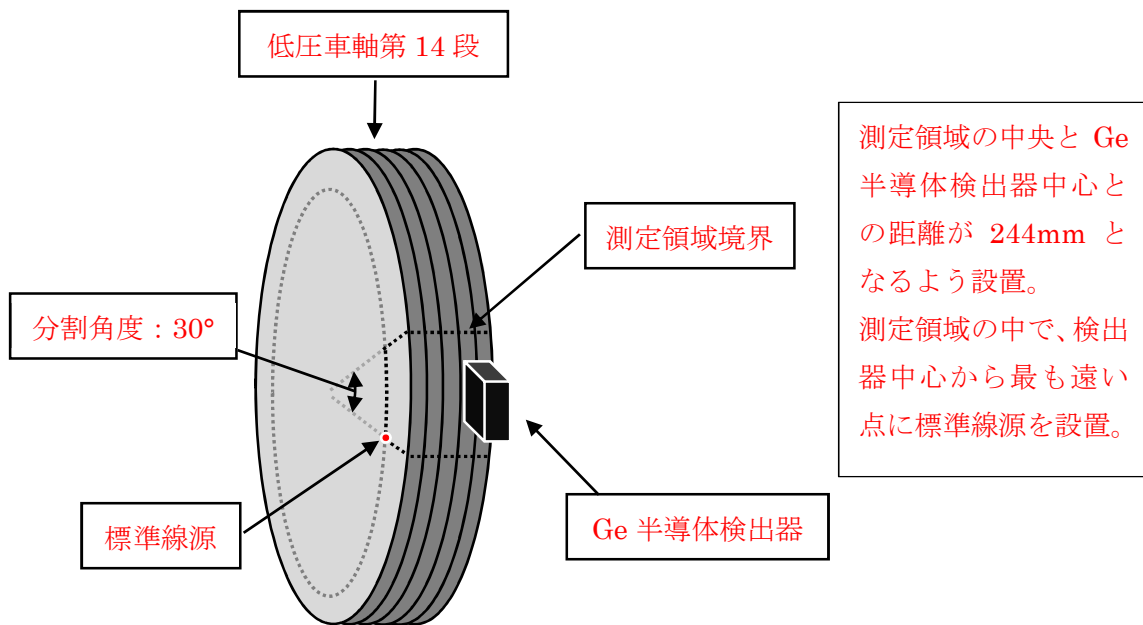 低圧車軸第 14 段
測定領域の中央と Ge
半導体検出器中心と
の距離が 244mm と
なるよう設置。
測定領域の中で、検出
器中心から最も遠い
点に標準線源を設置。
測定領域境界
分割角度：30°
標準線源
Ge 半導体検出器